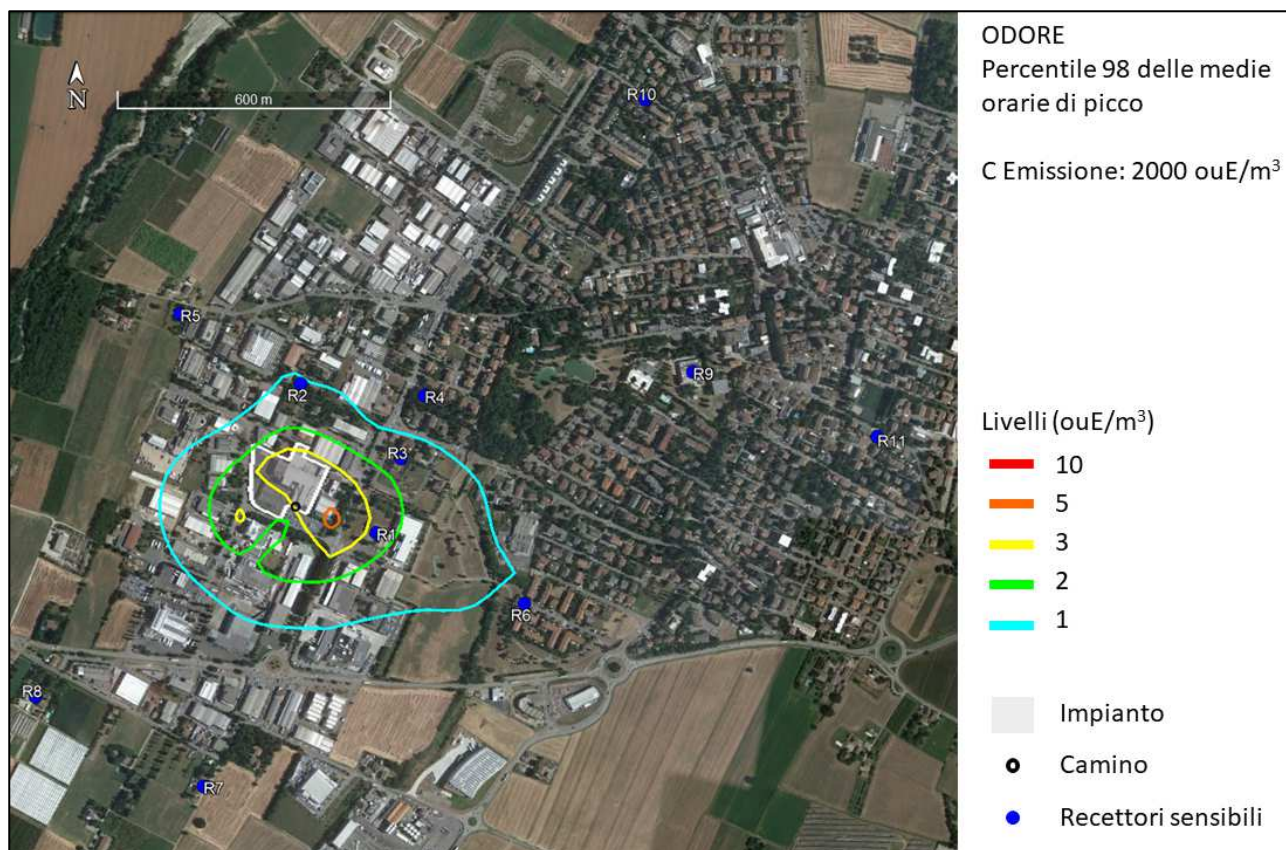 ODORE
Percentile 98 delle medie
orarie di picco
C Emissione: 2000 ouE/m³
N
600 m
R10
R5
R2
R4
R9
R11
R3
R1
R6
R8
R7
Livelli (ouE/m³)
10
5
3
2
1
Impianto
Camino
Recettori sensibili